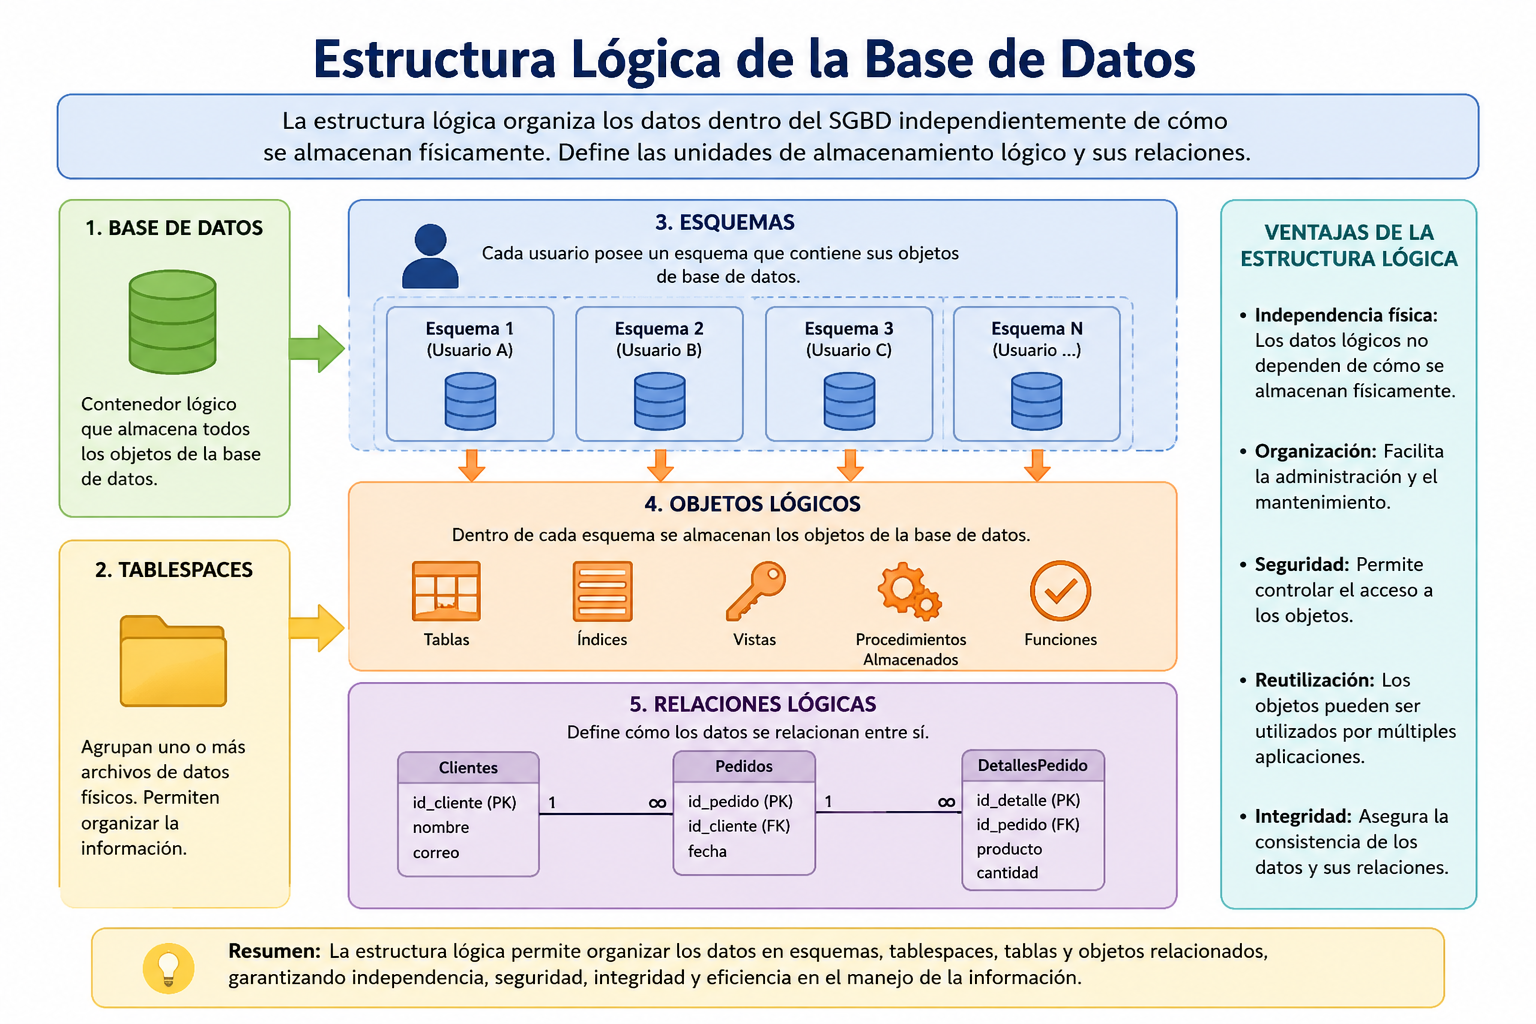 Estructura Lógica de la Base de Datos
La estructura lógica organiza los datos dentro del SGBD independientemente de cómo
se almacenan físicamente. Define las unidades de almacenamiento lógico y sus relaciones.
1. BASE DE DATOS
Contenedor lógico
que almacena todos
los objetos de la base
de datos.
2. TABLESPACES
Agrupan uno o más
archivos de datos
físicos. Permiten
organizar la
información.
3. ESQUEMAS
Cada usuario posee un esquema que contiene sus objetos
de base de datos.
Esquema 1
(Usuario A)
Esquema 2
(Usuario B)
Esquema 3
(Usuario C)
Esquema N
(Usuario ...)
4. OBJETOS LÓGICOS
Dentro de cada esquema se almacenan los objetos de la base de datos.
Tablas
Índices
Vistas
Procedimientos
Almacenados
Funciones
5. RELACIONES LÓGICAS
Define cómo los datos se relacionan entre sí.
Clientes
id_cliente (PK)
nombre
correo
1 ∞
Pedidos
id_pedido (PK)
id_cliente (FK)
fecha
1 ∞
DetallesPedido
id_detalle (PK)
id_pedido (FK)
producto
cantidad
VENTAJAS DE LA
ESTRUCTURA LÓGICA
• Independencia física:
Los datos lógicos no
dependen de cómo se
almacenan físicamente.
• Organización: Facilita
la administración y el
mantenimiento.
• Seguridad: Permite
controlar el acceso a
los objetos.
• Reutilización: Los
objetos pueden ser
utilizados por múltiples
aplicaciones.
• Integridad: Asegura la
consistencia de los
datos y sus relaciones.
Resumen: La estructura lógica permite organizar los datos en esquemas, tablespaces, tablas y objetos relacionados,
garantizando independencia, seguridad, integridad y eficiencia en el manejo de la información.